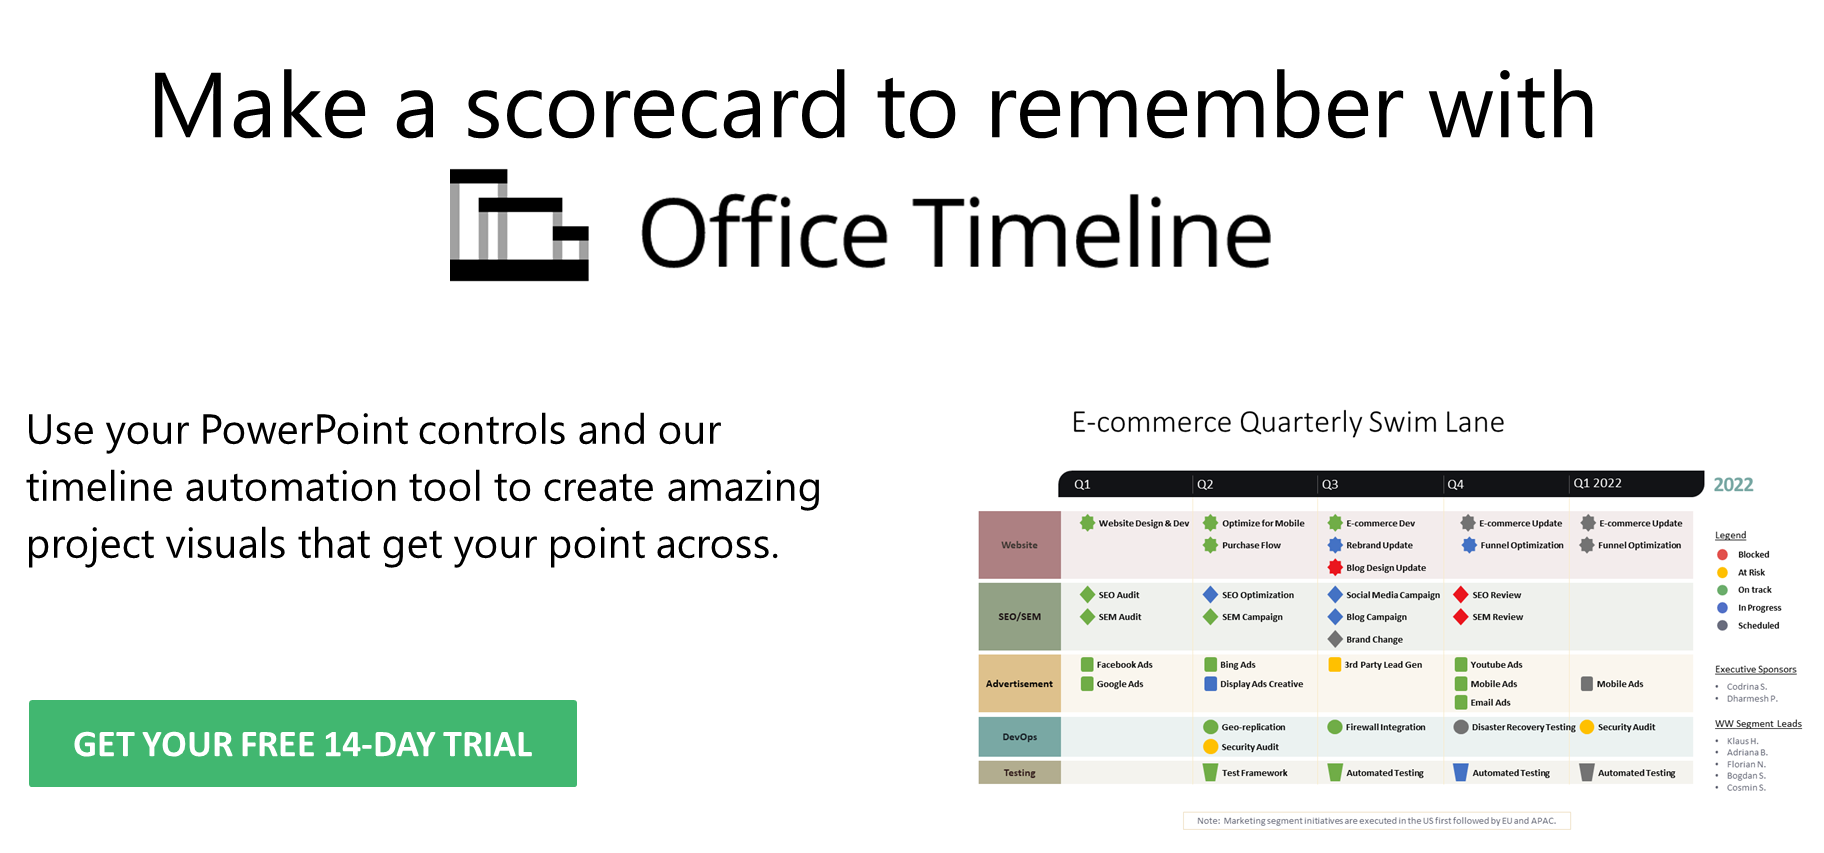 Make a scorecard to remember with
Office Timeline
Use your PowerPoint controls and our
timeline automation tool to create amazing
project visuals that get your point across.
GET YOUR FREE 14-DAY TRIAL
E-commerce Quarterly Swim Lane
Q1 Q2 Q3 Q4 Q1 2022 2022
Website
Website Design & Dev Optimize for Mobile E-commerce Dev E-commerce Update E-commerce Update
Purchase Flow Rebrand Update Funnel Optimization Funnel Optimization
Blog Design Update
SEO/SEM
SEO Audit SEO Optimization Social Media Campaign SEO Review
SEM Audit SEM Campaign Blog Campaign SEM Review
Brand Change
Advertisement
Facebook Ads Bing Ads 3rd Party Lead Gen Youtube Ads
Google Ads Display Ads Creative Mobile Ads Mobile Ads
Email Ads
DevOps
Geo-replication Firewall Integration Disaster Recovery Testing Security Audit
Security Audit
Testing
Test Framework Automated Testing Automated Testing Automated Testing
Legend
Blocked
At Risk
On track
In Progress
Scheduled
Executive Sponsors
• Codrina S.
• Dharmesh P.
WW Segment Leads
• Klaus H.
• Adriana B.
• Florian N.
• Bogdan S.
• Cosmin S.
Note: Marketing segment initiatives are executed in the US first followed by EU and APAC.